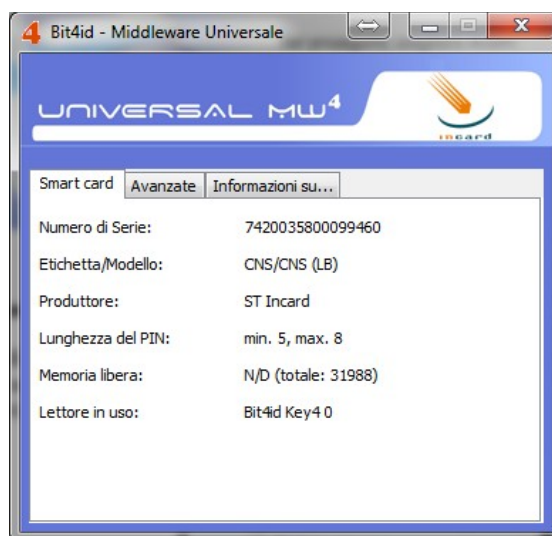 4 Bit4id - Middleware Universale
UNIVERSAL MW4
incard
Smart card Avanzate Informazioni su...
Numero di Serie: 7420035800099460
Etichetta/Modello: CNS/CNS (LB)
Produttore: ST Incard
Lunghezza del PIN: min. 5, max. 8
Memoria libera: N/D (totale: 31988)
Lettore in uso: Bit4id Key4 0